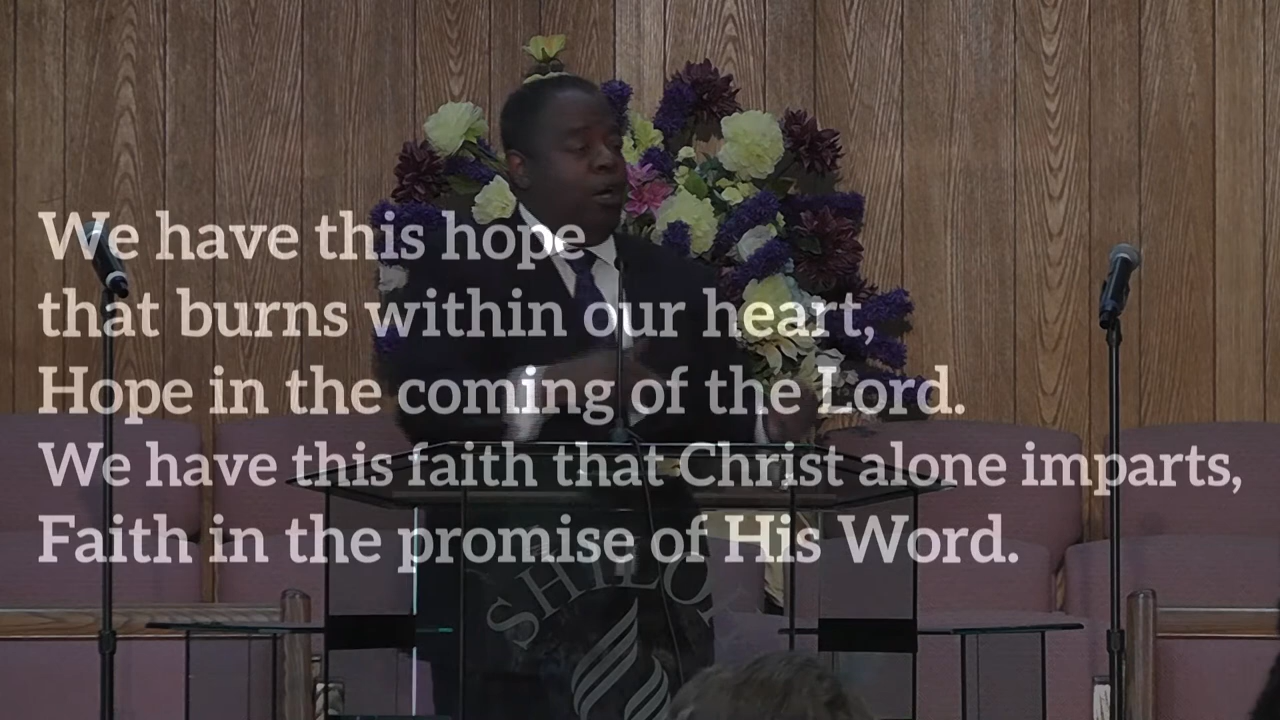 We have this hope
that burns within our heart,
Hope in the coming of the Lord.
We have this faith that Christ alone imparts,
Faith in the promise of His Word.
SHILOH